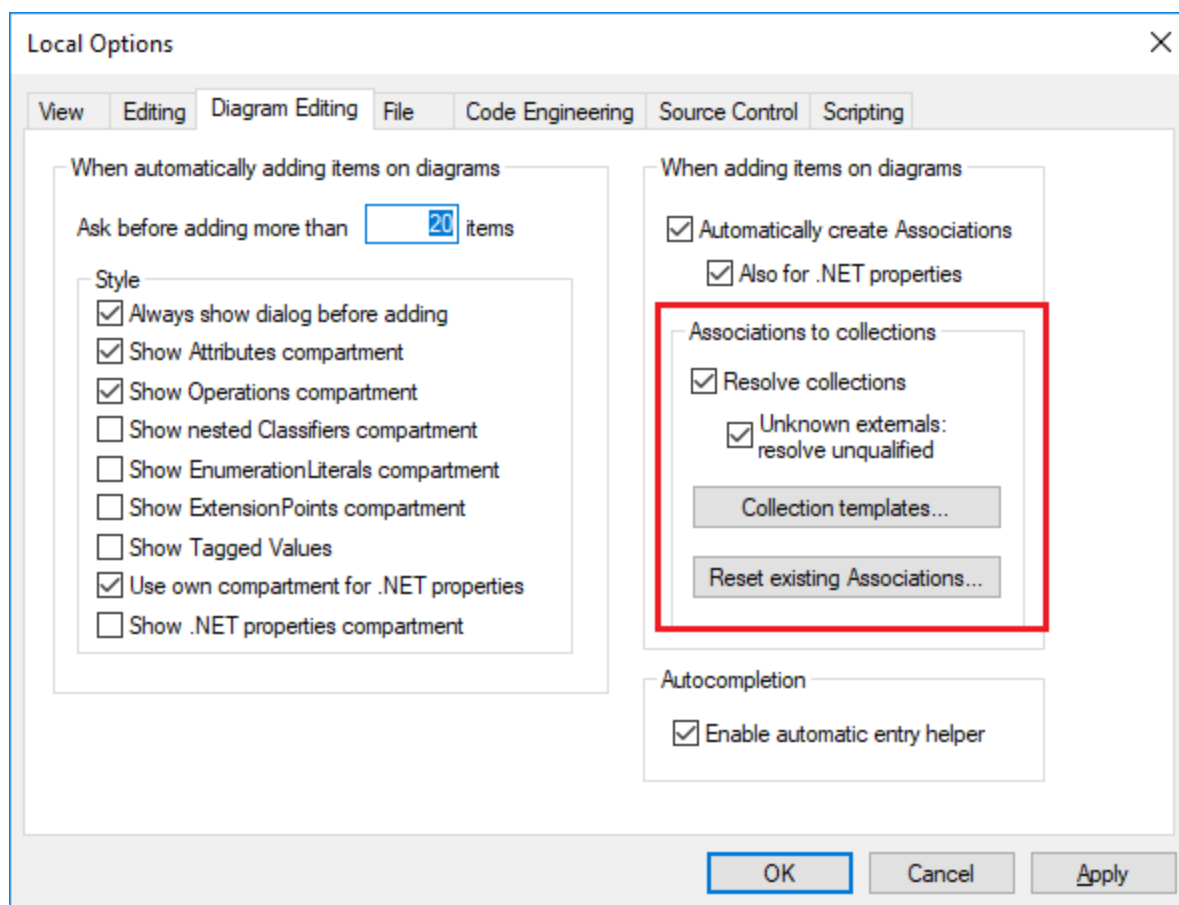 Local Options
View Editing Diagram Editing File Code Engineering Source Control Scripting
When automatically adding items on diagrams
Ask before adding more than 20 items
Style
Always show dialog before adding
Show Attributes compartment
Show Operations compartment
Show nested Classifiers compartment
Show EnumerationLiterals compartment
Show ExtensionPoints compartment
Show Tagged Values
Use own compartment for .NET properties
Show .NET properties compartment
When adding items on diagrams
Automatically create Associations
Also for .NET properties
Associations to collections
Resolve collections
Unknown externals:
resolve unqualified
Collection templates...
Reset existing Associations...
Autocompletion
Enable automatic entry helper
OK Cancel Apply